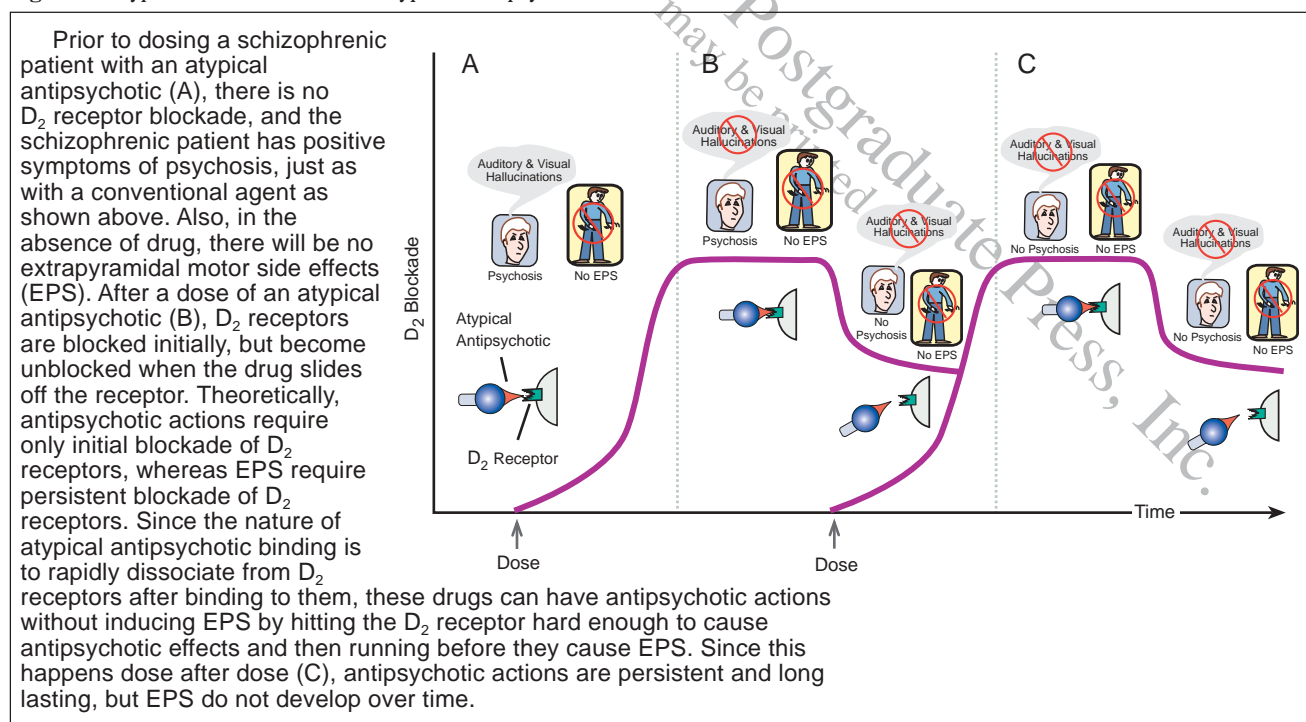 Prior to dosing a schizophrenic
patient with an atypical
antipsychotic (A), there is no
D2 receptor blockade, and the
schizophrenic patient has positive
symptoms of psychosis, just as
with a conventional agent as
shown above. Also, in the
absence of drug, there will be no
extrapyramidal motor side effects
(EPS). After a dose of an atypical
antipsychotic (B), D2 receptors
are blocked initially, but become
unblocked when the drug slides
off the receptor. Theoretically,
antipsychotic actions require
only initial blockade of D2
receptors, whereas EPS require
persistent blockade of D2
receptors. Since the nature of
atypical antipsychotic binding is
to rapidly dissociate from D2
receptors after binding to them, these drugs can have antipsychotic actions
without inducing EPS by hitting the D2 receptor hard enough to cause
antipsychotic effects and then running before they cause EPS. Since this
happens dose after dose (C), antipsychotic actions are persistent and long
lasting, but EPS do not develop over time.
D2 Blockade
A
Auditory & Visual
Hallucinations
Psychosis
No EPS
Atypical
Antipsychotic
D2 Receptor
Dose
B
Auditory & Visual
Hallucinations
Psychosis
No EPS
Auditory & Visual
Hallucinations
No
Psychosis
No EPS
Dose
C
Auditory & Visual
Hallucinations
No Psychosis
No EPS
Auditory & Visual
Hallucinations
No Psychosis
No EPS
Time
Postgraduate Press, Inc.
may be printed